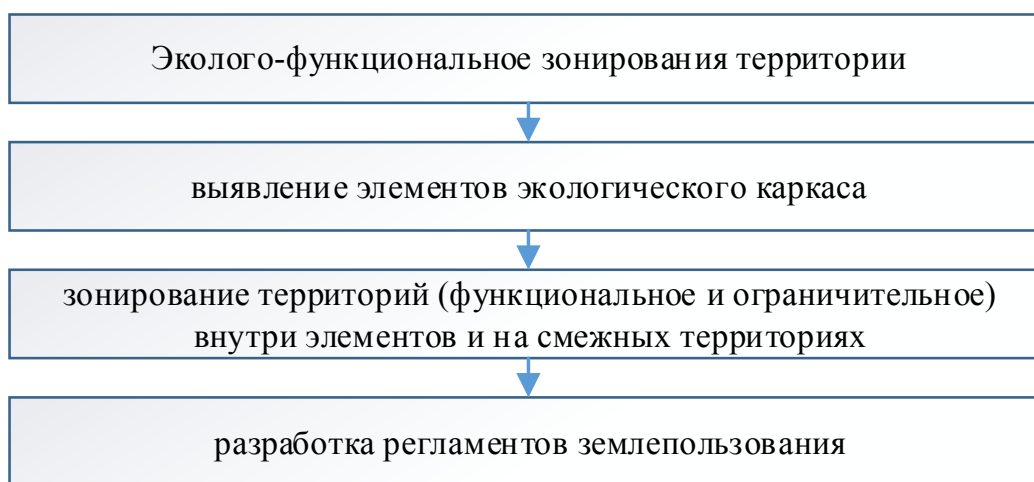 Эколого-функциональное зонирования территории
выявление элементов экологического каркаса
зонирование территорий (функциональное и ограничительное)
внутри элементов и на смежных территориях
разработка регламентов землепользования